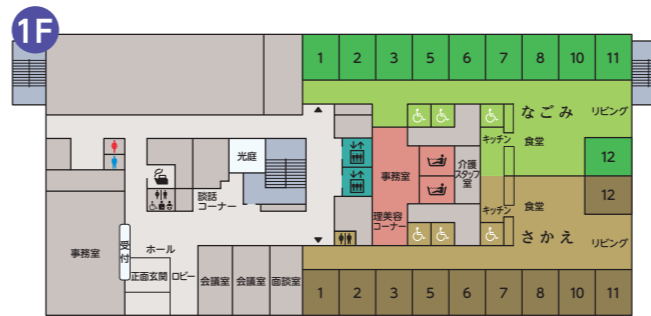 1F
1 2 3 5 6 7 8 10 11
なごみ リビング
キッチン 食堂
12
光庭
事務室
介護
スタッフ
室
談話
コーナー
12
理美容
コーナー
キッチン 食堂
さかえ リビング
事務室
受付
ホール
正面玄関
ロビー
会議室
会議室
面談室
1 2 3 5 6 7 8 10 11